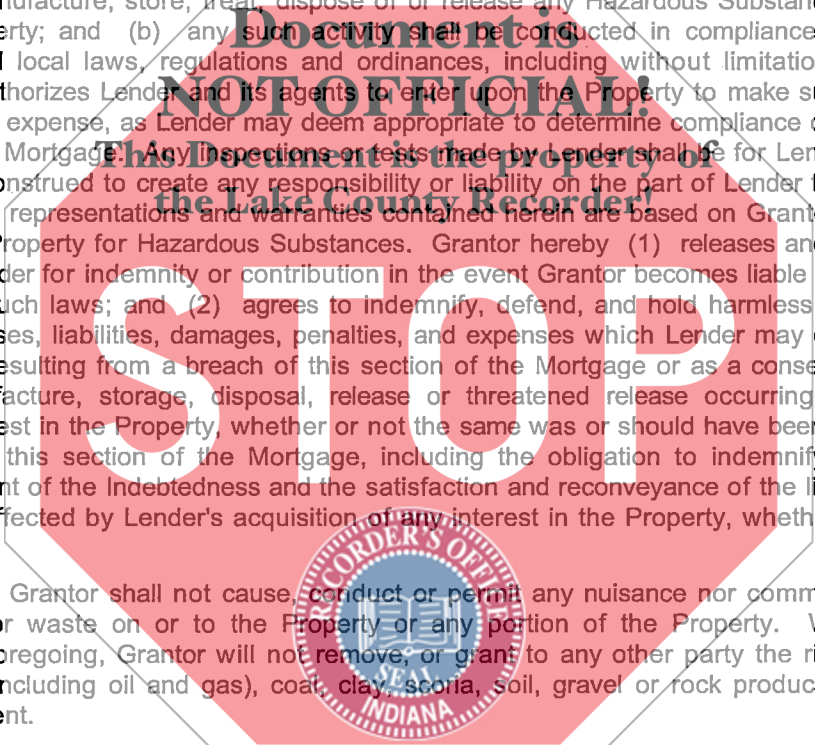 nufacture, store, treat, dispose of or release any Hazardous Substan
Document is
erty; and (b) any such activity shall be conducted in compliance
l local laws, regulations and ordinances, including without limitatio
NOT OFFICIAL!
thorizes Lender and its agents to enter upon the Property to make s
expense, as Lender may deem appropriate to determine compliance
This Document is the property of
Mortgage. Any inspections or tests made by Lender shall be for Len
onstrued to create any responsibility or liability on the part of Lender
the Lake County Recorder!
representations and warranties contained herein are based on Grant
roperty for Hazardous Substances. Grantor hereby (1) releases an
der for indemnity or contribution in the event Grantor becomes liable
uch laws; and (2) agrees to indemnify, defend, and hold harmless
STOP
ses, liabilities, damages, penalties, and expenses which Lender may
esulting from a breach of this section of the Mortgage or as a conse
acture, storage, disposal, release or threatened release occurring
est in the Property, whether or not the same was or should have bee
this section of the Mortgage, including the obligation to indemnify
nt of the Indebtedness and the satisfaction and reconveyance of the l
ffected by Lender's acquisition of any interest in the Property, wheth
RECORDER'S OFFICE
Grantor shall not cause, conduct or permit any nuisance nor comm
or waste on or to the Property or any portion of the Property.
oregoing, Grantor will not remove, or grant to any other party the ri
ncluding oil and gas), coal, clay, scoria, soil, gravel or rock produc
SEAL
INDIANA
ent.